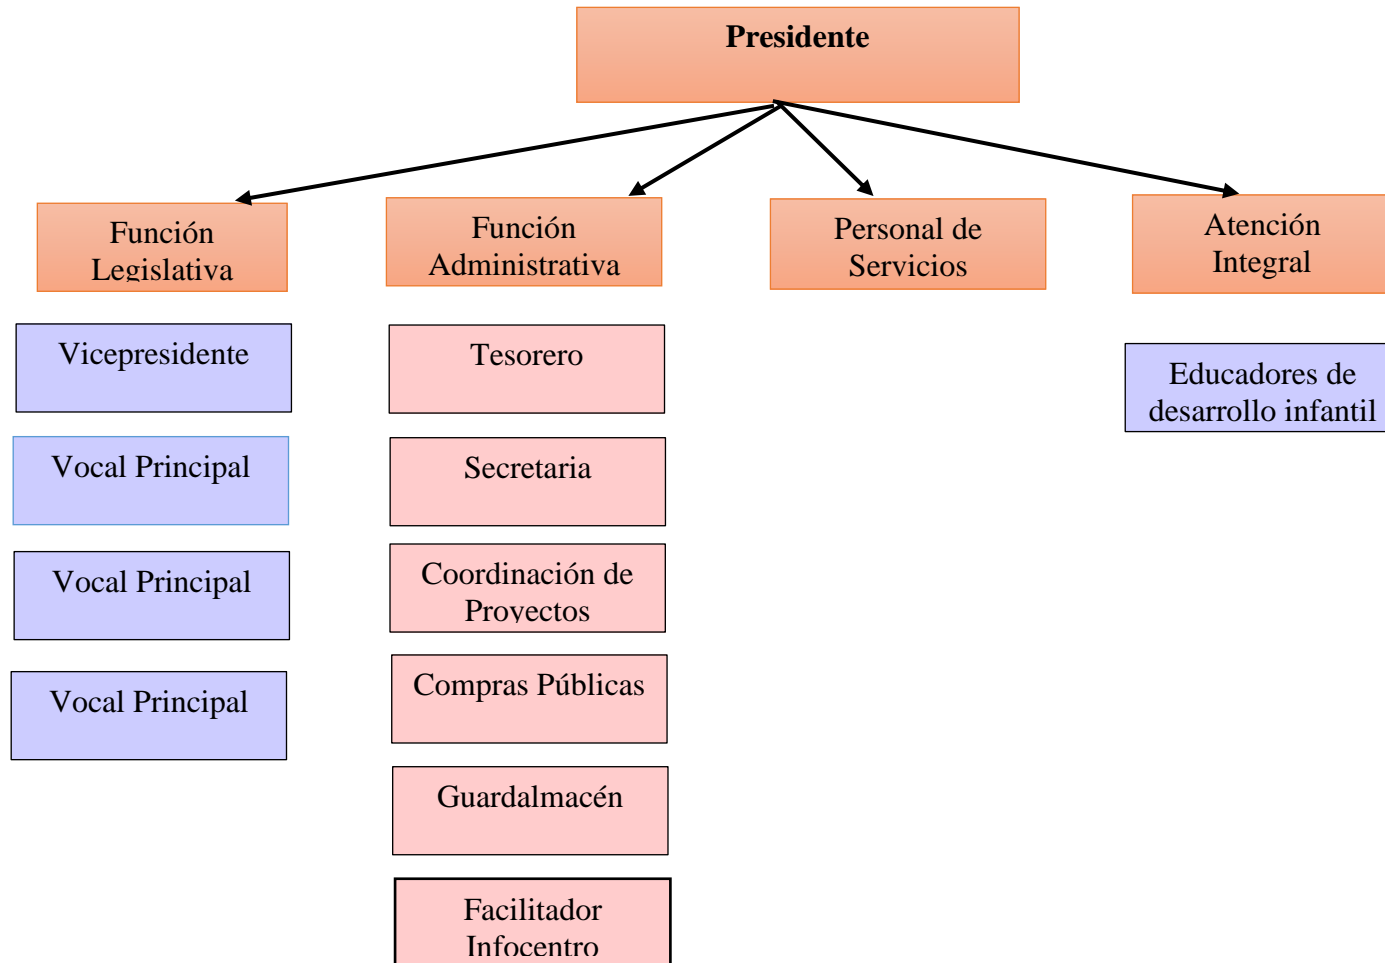 Presidente
Función
Legislativa
Función
Administrativa
Personal de
Servicios
Atención
Integral
Vicepresidente
Vocal Principal
Vocal Principal
Vocal Principal
Tesorero
Secretaria
Coordinación de
Proyectos
Compras Públicas
Guardalmacén
Facilitador
Infocentro
Educadores de
desarrollo infantil